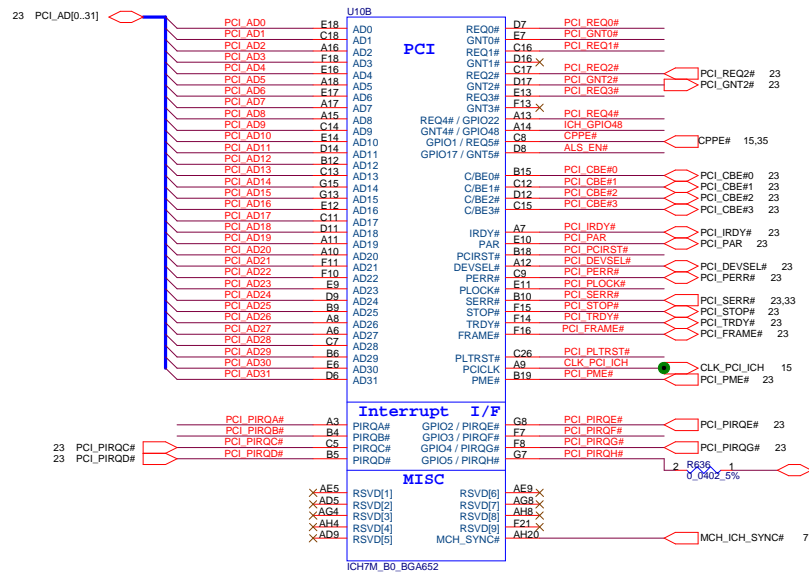 U10B
23 PCI_AD[0..31]
PCI
PCI_AD0 E18 AD0 REQ0# D7 PCI_REQ0#
PCI_AD1 C18 AD1 GNT0# E7 PCI_GNT0#
PCI_AD2 A16 AD2 REQ1# C16 PCI_REQ1#
PCI_AD3 F18 AD3 GNT1# D16
PCI_AD4 E16 AD4 REQ2# C17 PCI_REQ2# PCI_REQ2# 23
PCI_AD5 A18 AD5 GNT2# D17 PCI_GNT2# PCI_GNT2# 23
PCI_AD6 E17 AD6 REQ3# E13 PCI_REQ3#
PCI_AD7 A17 AD7 GNT3# F13
PCI_AD8 A15 AD8 REQ4# / GPIO22 A13 PCI_REQ4#
PCI_AD9 C14 AD9 GNT4# / GPIO48 A14 ICH_GPIO48
PCI_AD10 E14 AD10 GPIO1 / REQ5# C8 CPPE# CPPE# 15,35
PCI_AD11 D14 AD11 GPIO17 / GNT5# D8 ALS_EN#
PCI_AD12 B12 AD12
PCI_AD13 C13 AD13 C/BE0# B15 PCI_CBE#0 PCI_CBE#0 23
PCI_AD14 G15 AD14 C/BE1# C12 PCI_CBE#1 PCI_CBE#1 23
PCI_AD15 G13 AD15 C/BE2# D12 PCI_CBE#2 PCI_CBE#2 23
PCI_AD16 E12 AD16 C/BE3# C15 PCI_CBE#3 PCI_CBE#3 23
PCI_AD17 C11 AD17
PCI_AD18 D11 AD18 IRDY# A7 PCI_IRDY# PCI_IRDY# 23
PCI_AD19 A11 AD19 PAR E10 PCI_PAR PCI_PAR 23
PCI_AD20 A10 AD20 PCIRST# B18 PCI_PCIRST#
PCI_AD21 F11 AD21 DEVSEL# A12 PCI_DEVSEL# PCI_DEVSEL# 23
PCI_AD22 F10 AD22 PERR# C9 PCI_PERR# PCI_PERR# 23
PCI_AD23 E9 AD23 PLOCK# E11 PCI_PLOCK#
PCI_AD24 D9 AD24 SERR# B10 PCI_SERR# PCI_SERR# 23,33
PCI_AD25 B9 AD25 STOP# F15 PCI_STOP# PCI_STOP# 23
PCI_AD26 A8 AD26 TRDY# F14 PCI_TRDY# PCI_TRDY# 23
PCI_AD27 A6 AD27 FRAME# F16 PCI_FRAME# PCI_FRAME# 23
PCI_AD28 C7 AD28
PCI_AD29 B6 AD29 PLTRST# C26 PCI_PLTRST#
PCI_AD30 E6 AD30 PCICLK A9 CLK_PCI_ICH CLK_PCI_ICH 15
PCI_AD31 D6 AD31 PME# B19 PCI_PME# PCI_PME# 23
Interrupt I/F
PCI_PIRQA# A3 PIRQA# GPIO2 / PIRQE# G8 PCI_PIRQE# PCI_PIRQE# 23
PCI_PIRQB# B4 PIRQB# GPIO3 / PIRQF# F7 PCI_PIRQF#
23 PCI_PIRQC# PCI_PIRQC# C5 PIRQC# GPIO4 / PIRQG# F8 PCI_PIRQG# PCI_PIRQG# 23
23 PCI_PIRQD# PCI_PIRQD# B5 PIRQD# GPIO5 / PIRQH# G7 PCI_PIRQH#
2 R636 1
0_0402_5%
MISC
AE5 RSVD[1] RSVD[6] AE9
AD5 RSVD[2] RSVD[7] AG8
AG4 RSVD[3] RSVD[8] AH8
AH4 RSVD[4] RSVD[9] F21
AD9 RSVD[5] MCH_SYNC# AH20 MCH_ICH_SYNC# 7
ICH7M_B0_BGA652